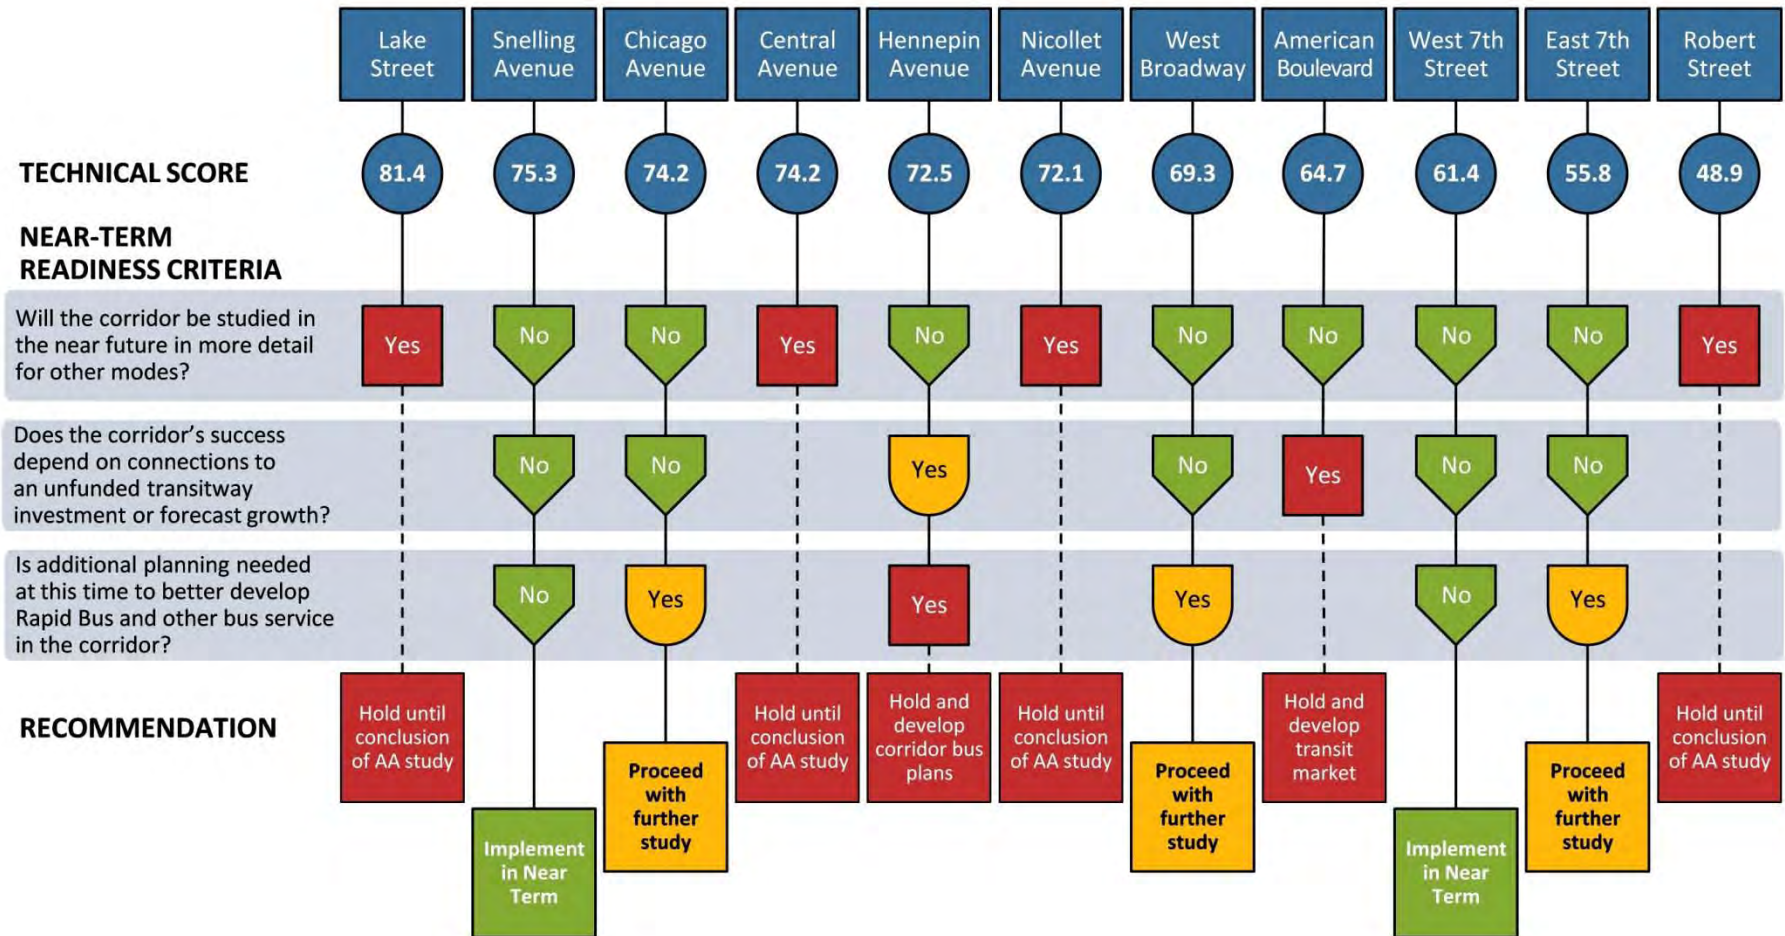 Lake
Street
Snelling
Avenue
Chicago
Avenue
Central
Avenue
Hennepin
Avenue
Nicollet
Avenue
West
Broadway
American
Boulevard
West 7th
Street
East 7th
Street
Robert
Street
TECHNICAL SCORE
81.4
75.3
74.2
74.2
72.5
72.1
69.3
64.7
61.4
55.8
48.9
NEAR-TERM
READINESS CRITERIA
Will the corridor be studied in
the near future in more detail
for other modes?
Yes
No
No
Yes
No
Yes
No
No
No
No
Yes
Does the corridor's success
depend on connections to
an unfunded transitway
investment or forecast growth?
No
No
Yes
No
Yes
No
No
Is additional planning needed
at this time to better develop
Rapid Bus and other bus service
in the corridor?
No
Yes
Yes
Yes
No
Yes
RECOMMENDATION
Hold until
conclusion
of AA study
Implement
in Near
Term
Proceed
with
further
study
Hold until
conclusion
of AA study
Hold and
develop
corridor bus
plans
Hold until
conclusion
of AA study
Proceed
with
further
study
Hold and
develop
transit
market
Implement
in Near
Term
Proceed
with
further
study
Hold until
conclusion
of AA study